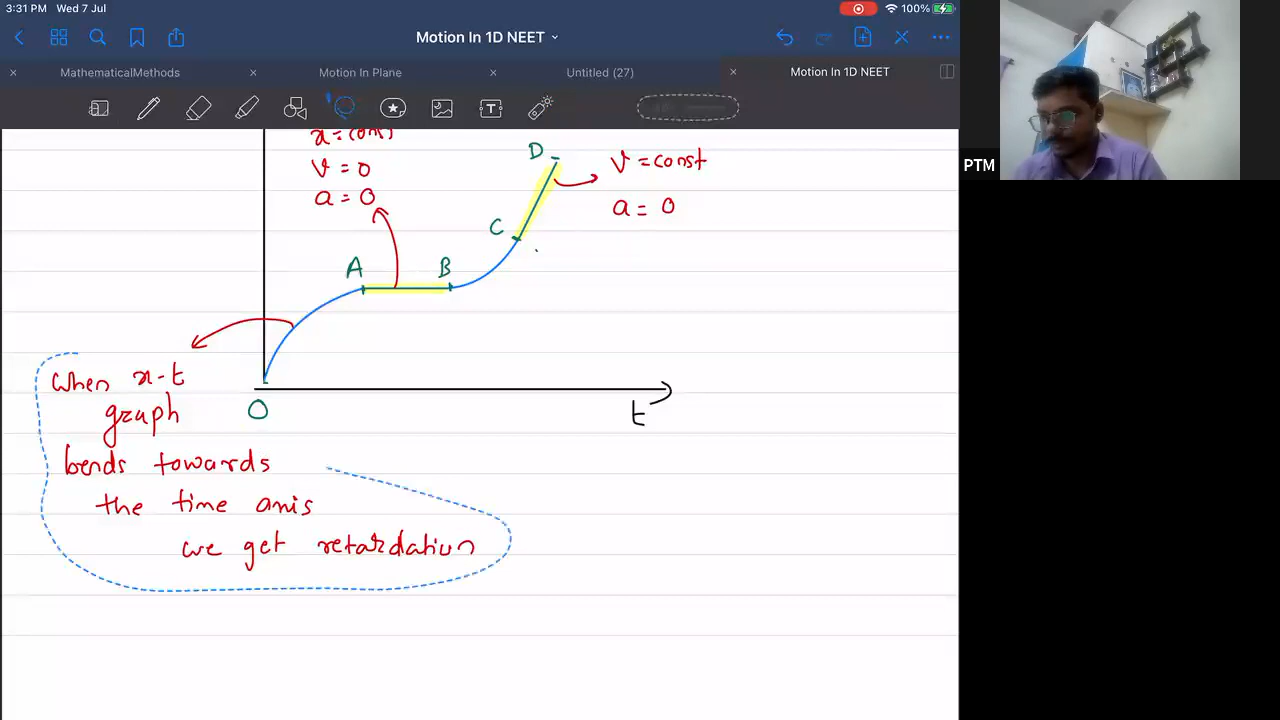 3:31 PM Wed 7 Jul
100%
Motion In 1D NEET
MathematicalMethods
Motion In Plane
Untitled (27)
Motion In 1D NEET
PTM
x = const
v = 0
a = 0
D
v = const
a = 0
C
A
B
when x-t
graph
bends towards
the time axis
we get retardation
O
t